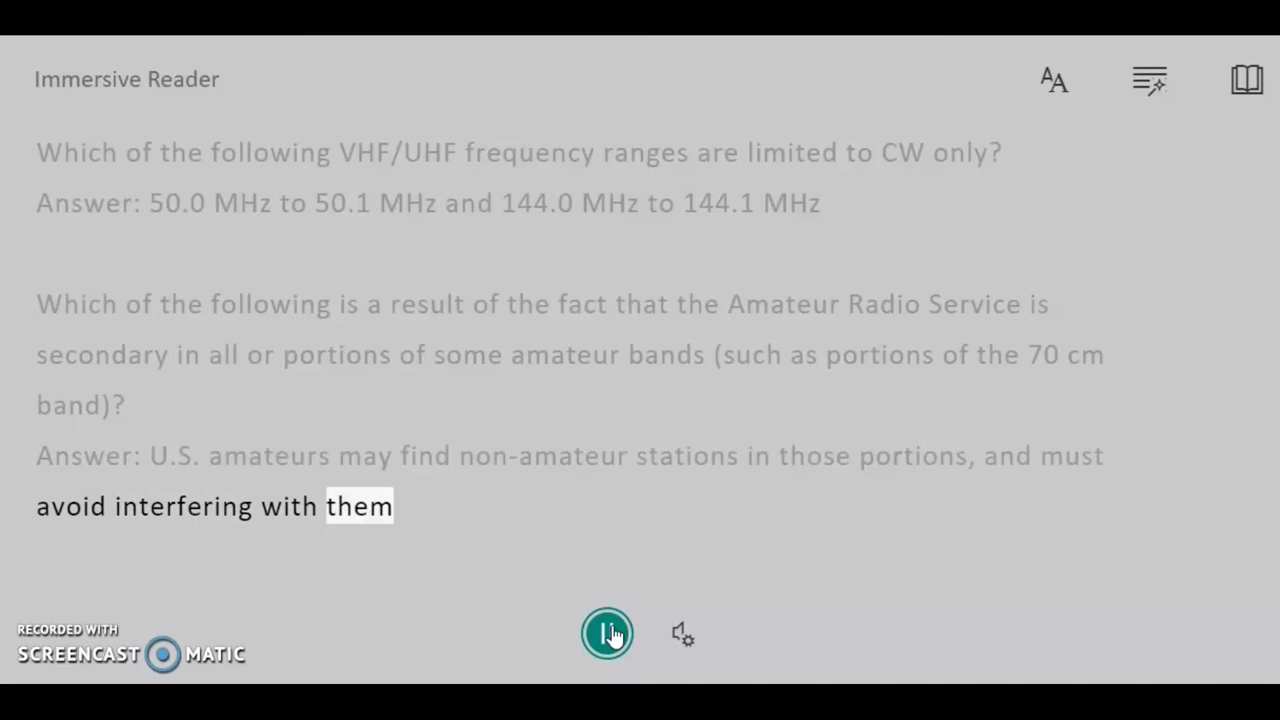 Immersive Reader
Which of the following VHF/UHF frequency ranges are limited to CW only?
Answer: 50.0 MHz to 50.1 MHz and 144.0 MHz to 144.1 MHz
Which of the following is a result of the fact that the Amateur Radio Service is
secondary in all or portions of some amateur bands (such as portions of the 70 cm
band)?
Answer: U.S. amateurs may find non-amateur stations in those portions, and must
avoid interfering with them
RECORDED WITH
SCREENCAST MATIC